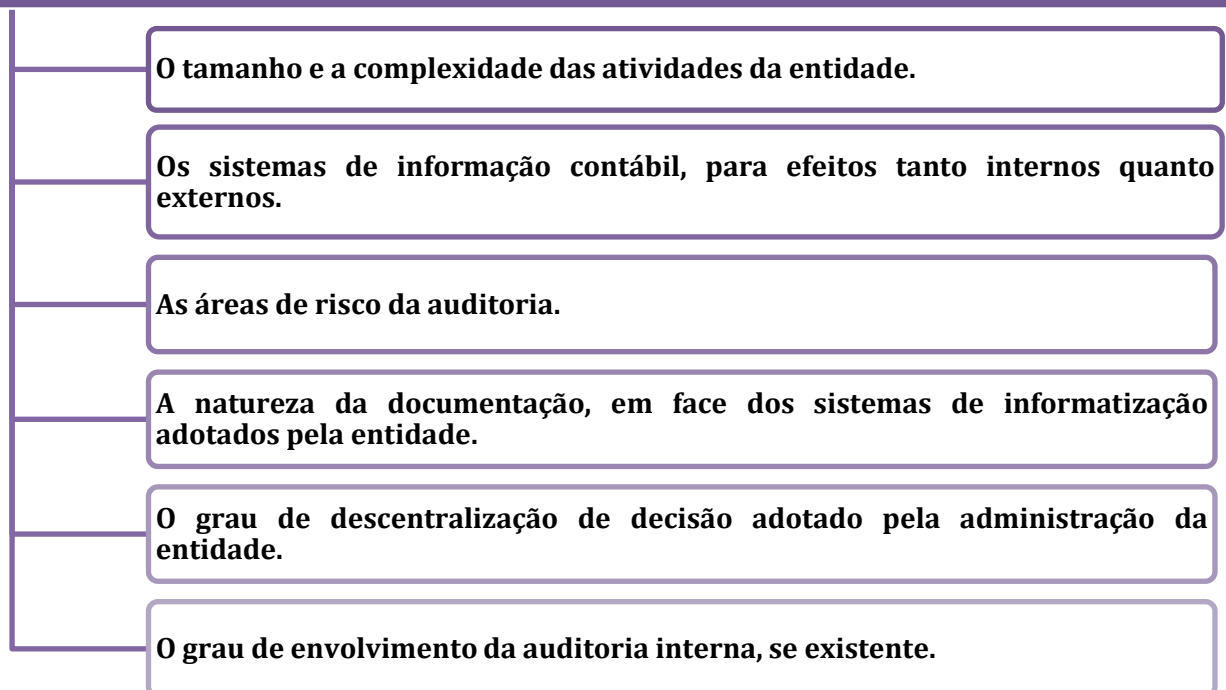 O tamanho e a complexidade das atividades da entidade.
Os sistemas de informação contábil, para efeitos tanto internos quanto
externos.
As áreas de risco da auditoria.
A natureza da documentação, em face dos sistemas de informatização
adotados pela entidade.
O grau de descentralização de decisão adotado pela administração da
entidade.
O grau de envolvimento da auditoria interna, se existente.